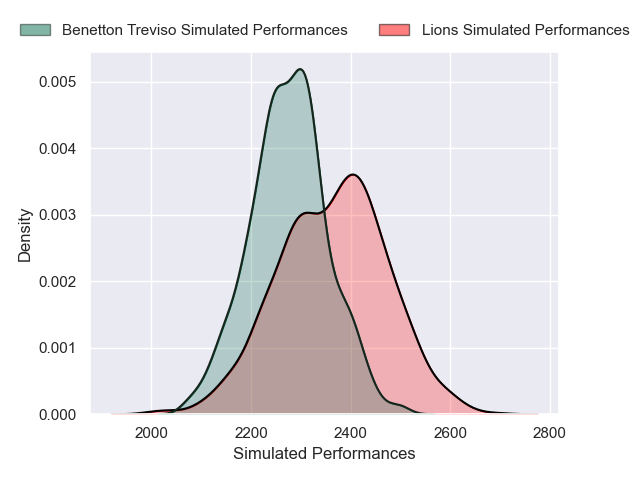 Benetton Treviso Simulated Performances
Lions Simulated Performances
0.005
0.004
0.003
0.002
0.001
0.000
Density
2000
2200
2400
2600
2800
Simulated Performances